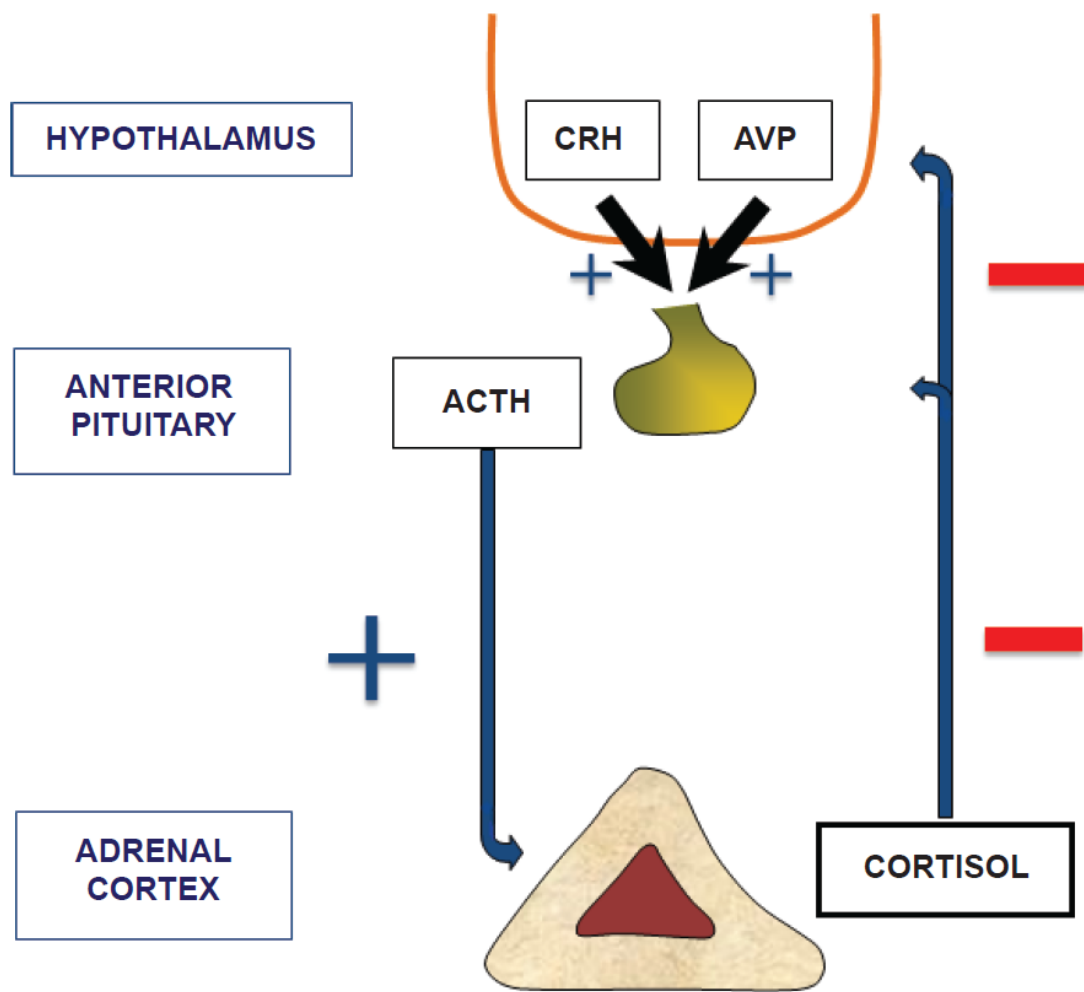 HYPOTHALAMUS
CRH
AVP
ANTERIOR
PITUITARY
ACTH
ADRENAL
CORTEX
CORTISOL